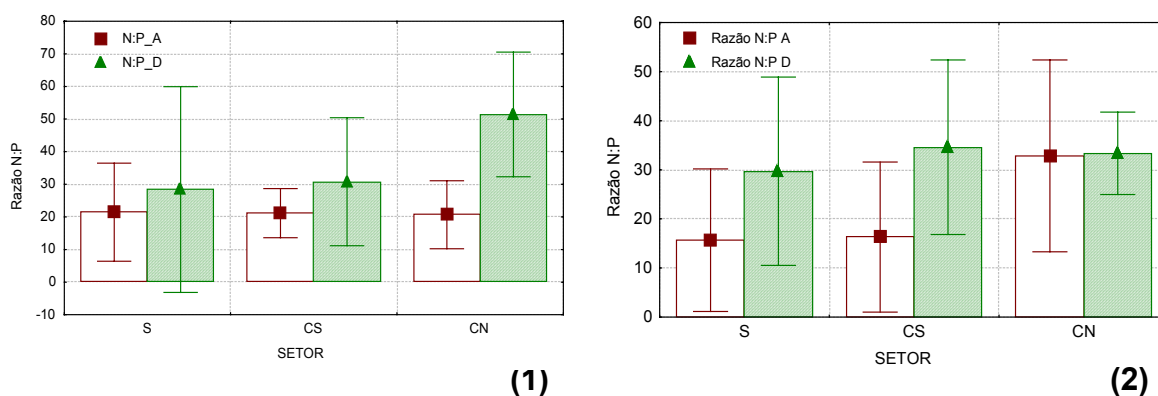 80
70
60
50
40
30
20
10
0
-10
Razão N:P
N:P_A
N:P_D
S CS CN
SETOR
(1)
60
50
40
30
20
10
0
Razão N:P
Razão N:P A
Razão N:P D
S CS CN
SETOR
(2)